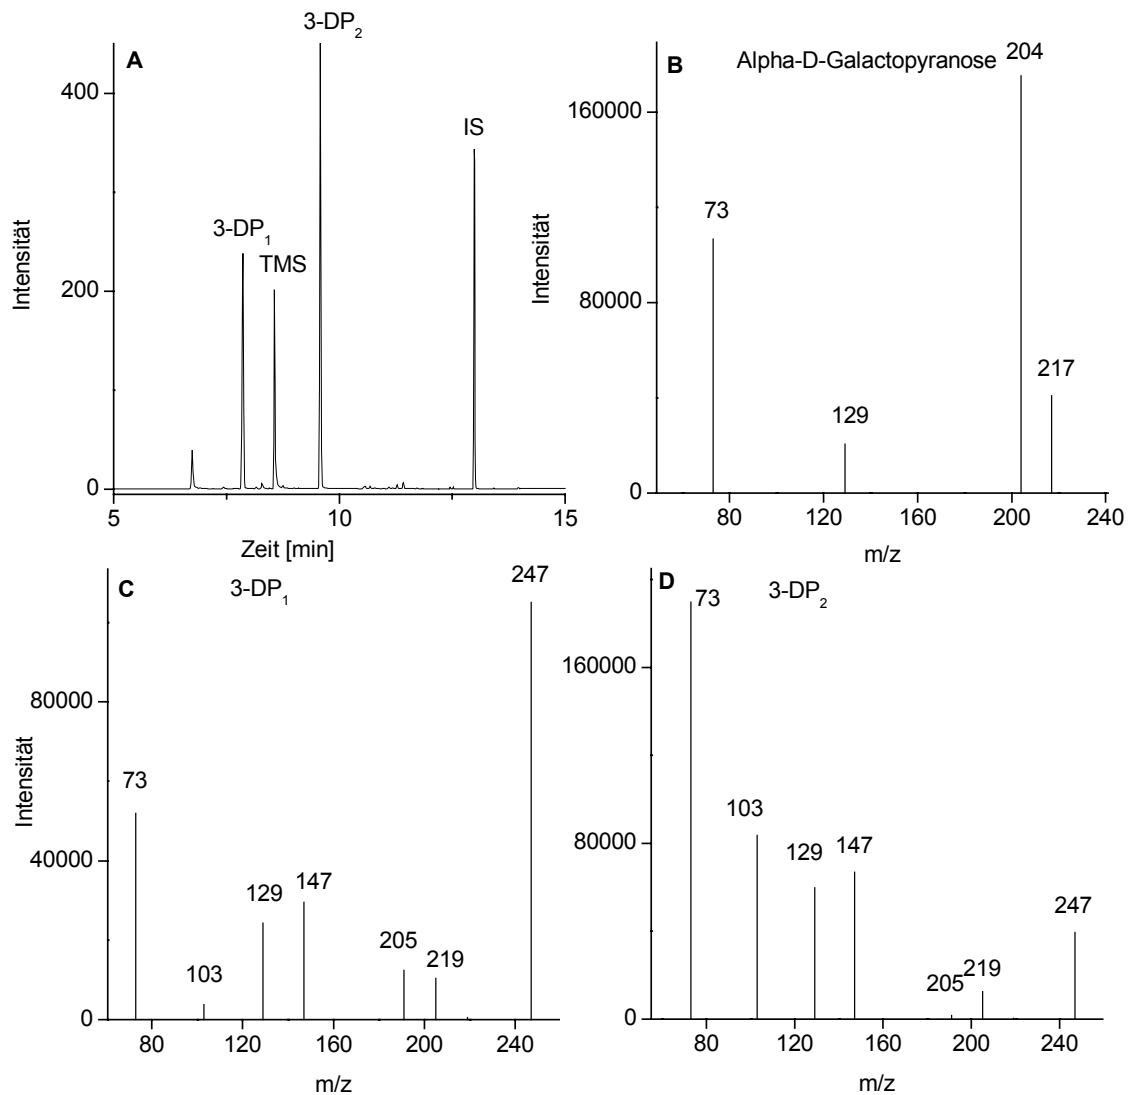 A
3-DP₂
400
IS
3-DP₁
TMS
200
0
5
10
15
Zeit [min]
Intensität
B
Alpha-D-Galactopyranose
204
160000
73
217
129
80000
0
80
120
160
200
240
m/z
Intensität
C
3-DP₁
247
80000
73
129
147
205
219
103
40000
0
80
120
160
200
240
m/z
Intensität
D
3-DP₂
73
160000
103
129
147
247
205
219
80000
0
80
120
160
200
240
m/z